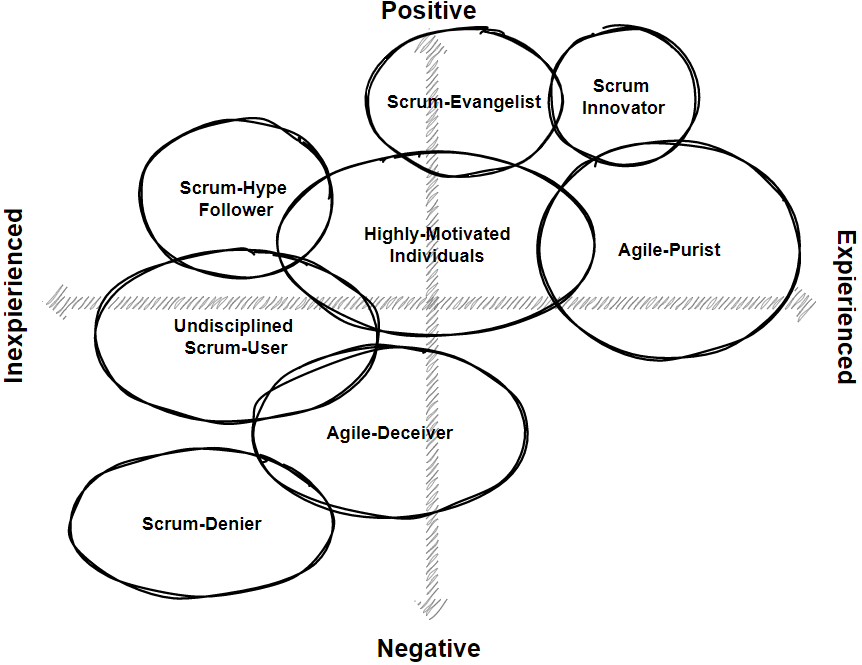 Positive
Scrum-Evangelist
Scrum
Innovator
Scrum-Hype
Follower
Highly-Motivated
Individuals
Agile-Purist
Inexpierienced
Expierienced
Undisciplined
Scrum-User
Agile-Deceiver
Scrum-Denier
Negative